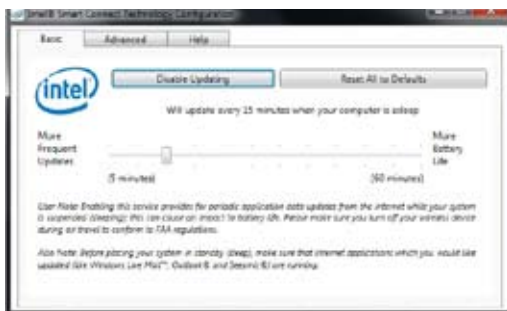 Intel® Smart Connect Technology Configuration
Basic Advanced Help
intel
Disable Updating Reset All to Defaults
Will update every 15 minutes when your computer is asleep
More Frequent Updates
More Battery Life
(5 minutes) (60 minutes)
User Note: Enabling this service provides for periodic application data updates from the internet while your system
is suspended (sleeping); this can cause an impact to battery life. Please make sure you turn off your wireless device
during air travel to conform to FAA regulations.
Also Note: Before placing your system in standby (sleep), make sure that internet applications which you would like
updated like Windows Live Mail™, Outlook® and Seesmic®) are running.